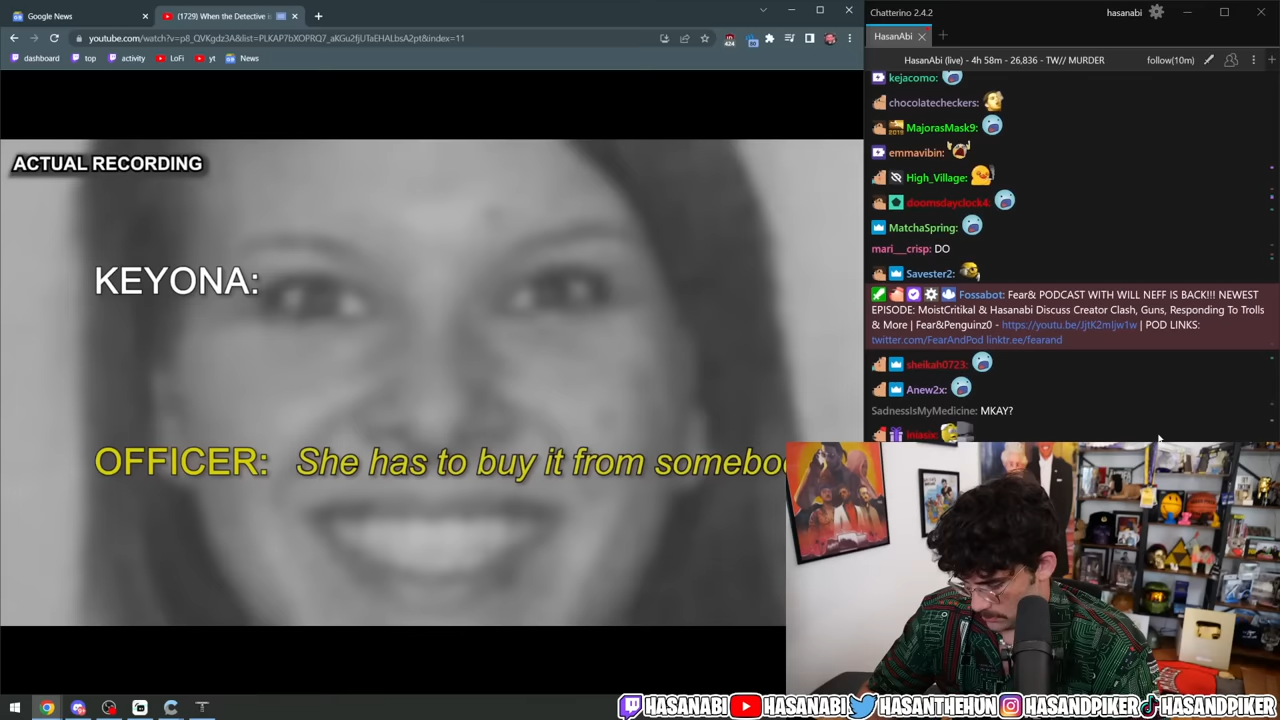 Google News
(1729) When the Detective i
youtube.com/watch?v=p8_QVKgdz3A&list=PLKAP7bXOPRQ7_aKGu2fjUTaEHALbsA2pt&index=11
424
dashboard
top
activity
LoFi
yt
News
ACTUAL RECORDING
KEYONA:
OFFICER: She has to buy it from somebo
Chatterino 2.4.2
hasanabi
HasanAbi
HasanAbi (live) - 4h 58m - 26,836 - TW// MURDER
follow(10m)
kejacomo:
chocolatecheckers:
MajorasMask9:
emmavibin:
High_Village:
doomsdayclock4:
MatchaSpring:
mari___crisp: DO
Savester2:
Fossabot: Fear& PODCAST WITH WILL NEFF IS BACK!!! NEWEST
EPISODE: MoistCritikal & Hasanabi Discuss Creator Clash, Guns, Responding To Trolls
& More | Fear&Penguinz0 - https://youtu.be/JjtK2mIjw1w | POD LINKS:
twitter.com/FearAndPod linktr.ee/fearand
sheikah0723:
Anew2x:
SadnessIsMyMedicine: MKAY?
HASANABI
HASANABI
HASANTHEHUN
HASANDPIKER
HASANDPIKER